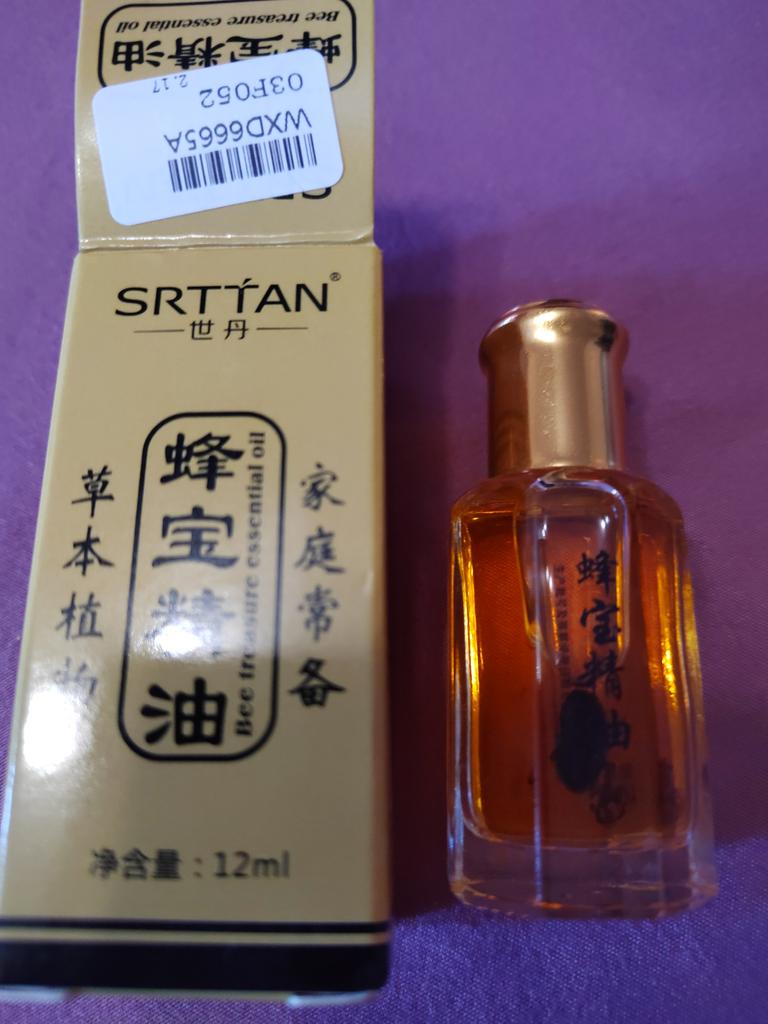 Bee treasure essential oil
蜂宝精油
2.17
03F052
WXD6665A
SRTTAN®
世丹
草本植物
蜂宝精油
Bee treasure essential oil
家庭常备
净含量：12ml
蜂宝精油